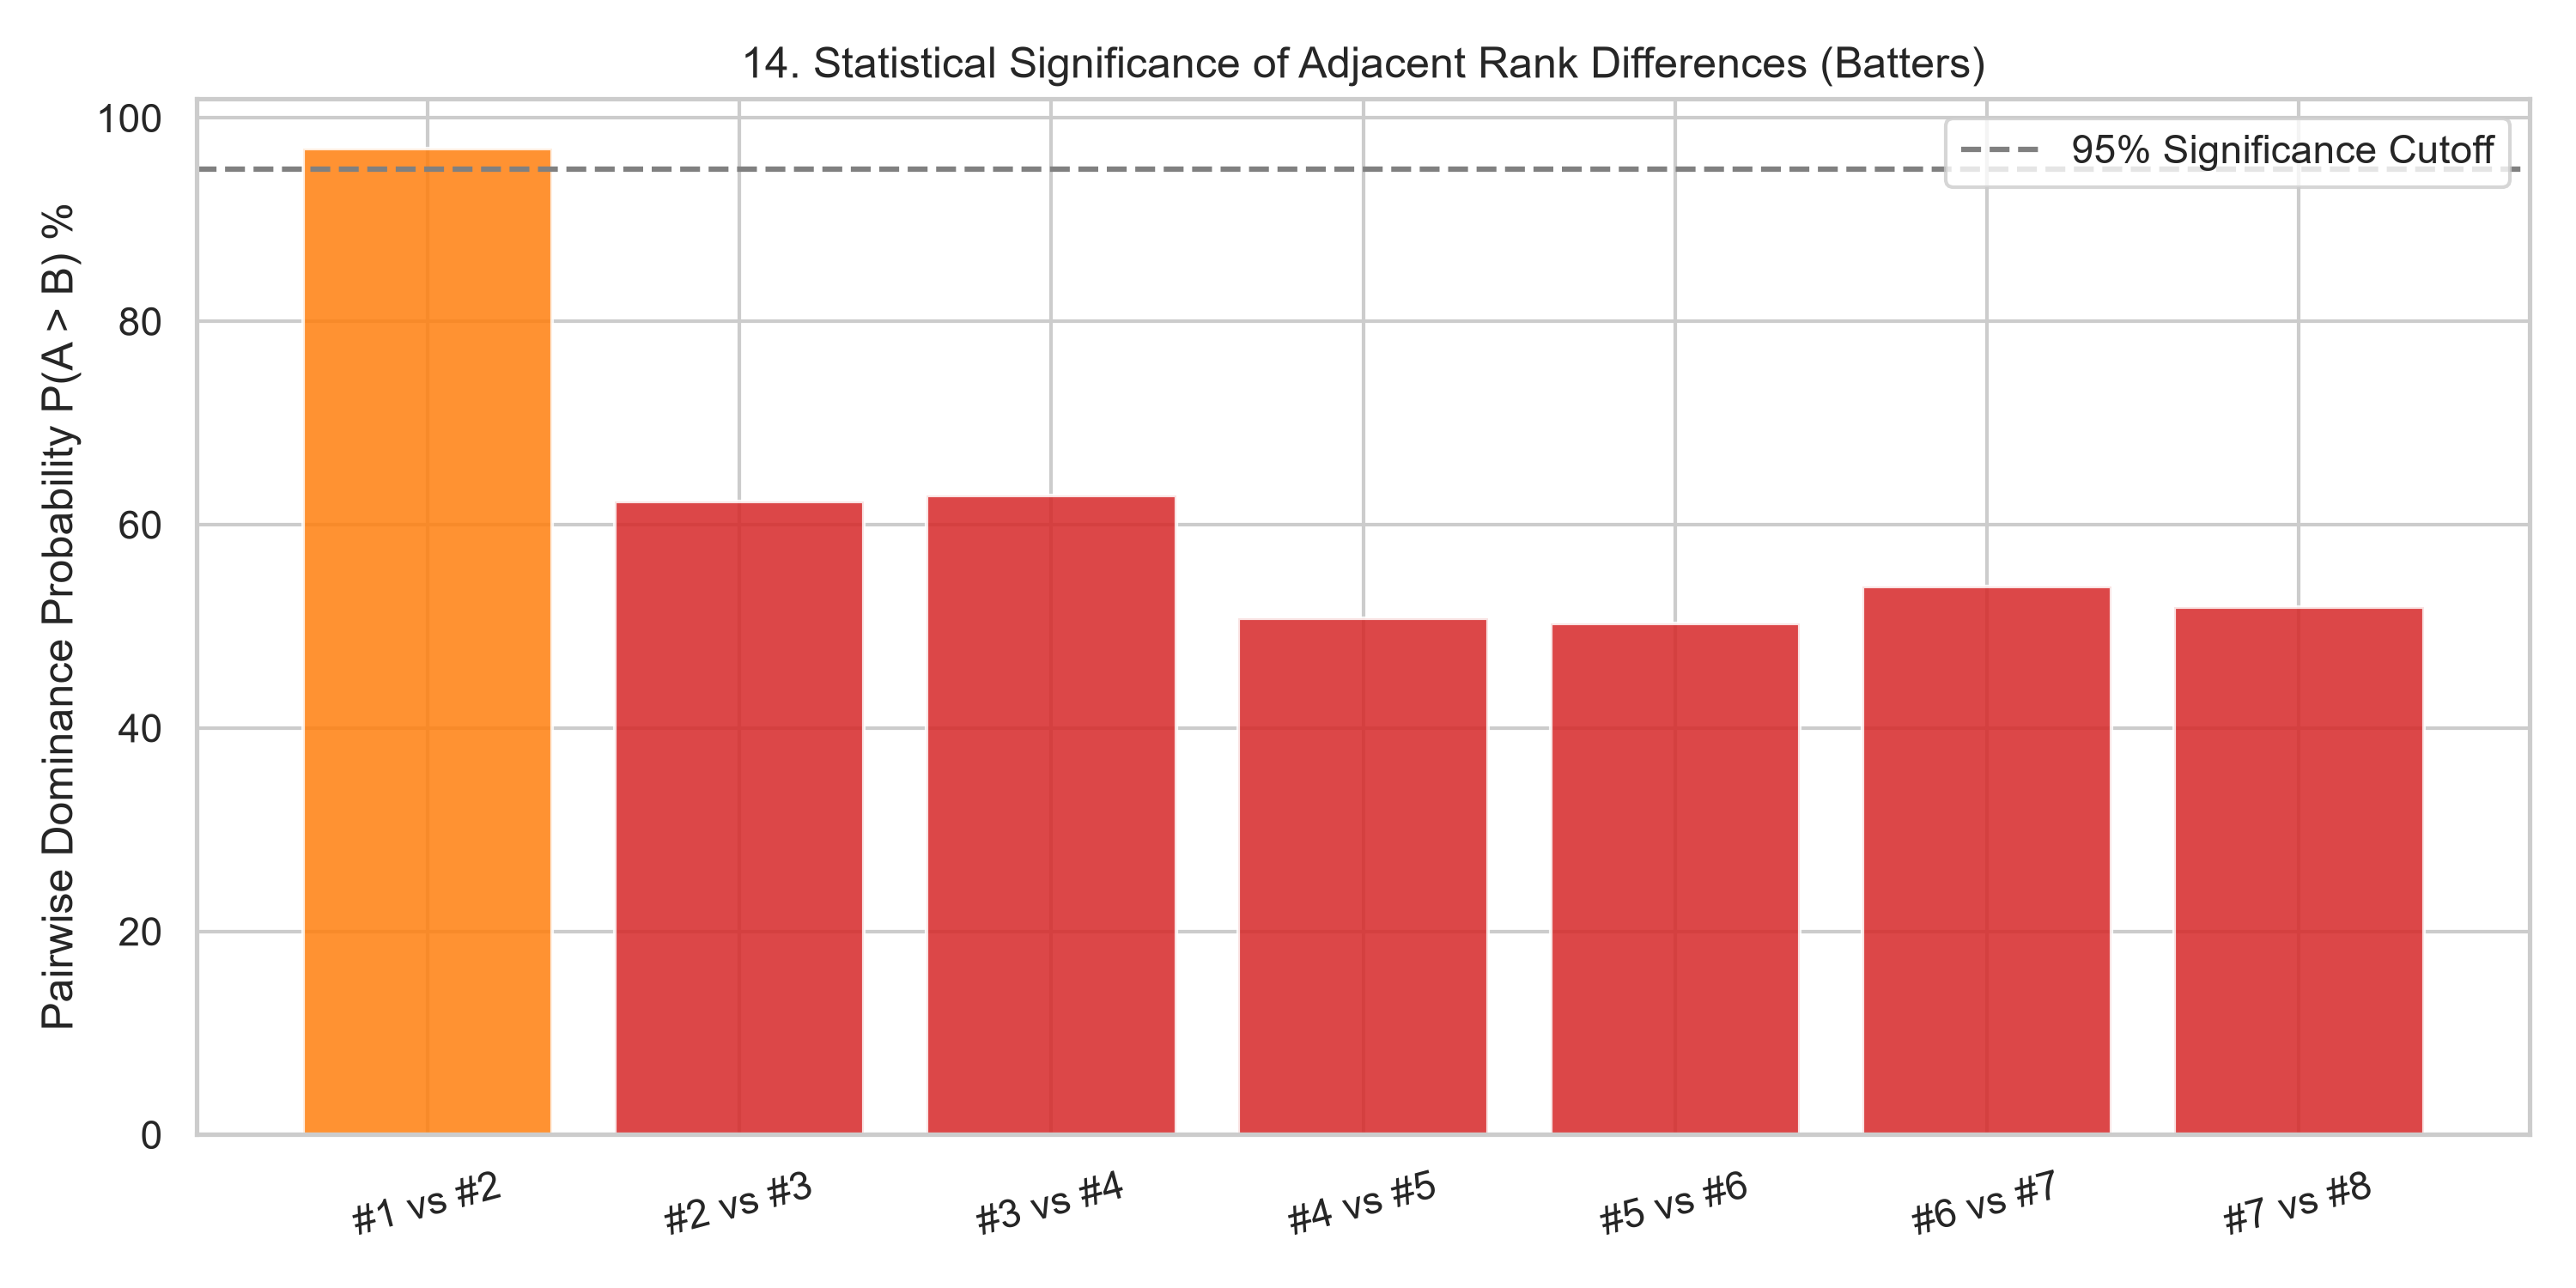 14. Statistical Significance of Adjacent Rank Differences (Batters)
Pairwise Dominance Probability P(A > B) %
100
80
60
40
20
0
95% Significance Cutoff
#1 vs #2
#2 vs #3
#3 vs #4
#4 vs #5
#5 vs #6
#6 vs #7
#7 vs #8